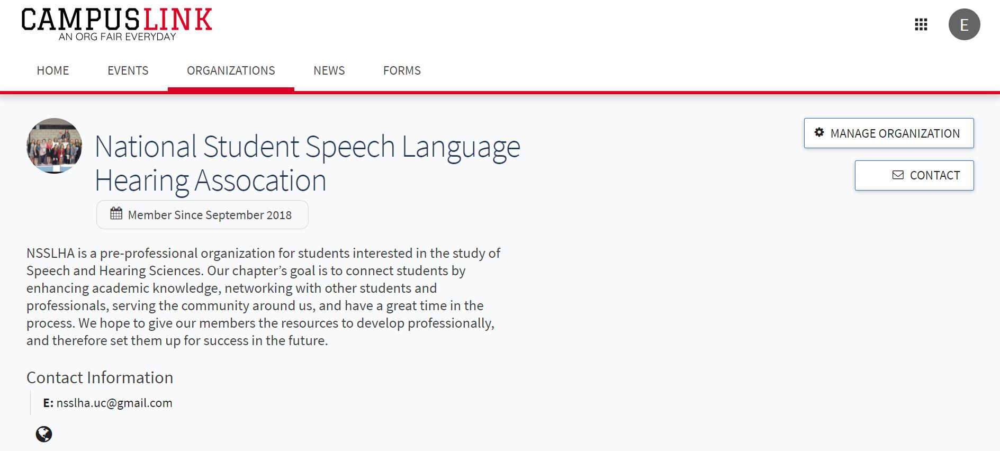 CAMPUSLINK
AN ORG FAIR EVERYDAY
E
HOME EVENTS ORGANIZATIONS NEWS FORMS
National Student Speech Language
Hearing Assocation
MANAGE ORGANIZATION
CONTACT
Member Since September 2018
NSSLHA is a pre-professional organization for students interested in the study of
Speech and Hearing Sciences. Our chapter’s goal is to connect students by
enhancing academic knowledge, networking with other students and
professionals, serving the community around us, and have a great time in the
process. We hope to give our members the resources to develop professionally,
and therefore set them up for success in the future.
Contact Information
E: nsslha.uc@gmail.com